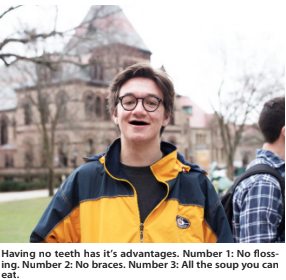 Having no teeth has it's advantages. Number 1: No floss-
ing. Number 2: No braces. Number 3: All the soup you can
eat.